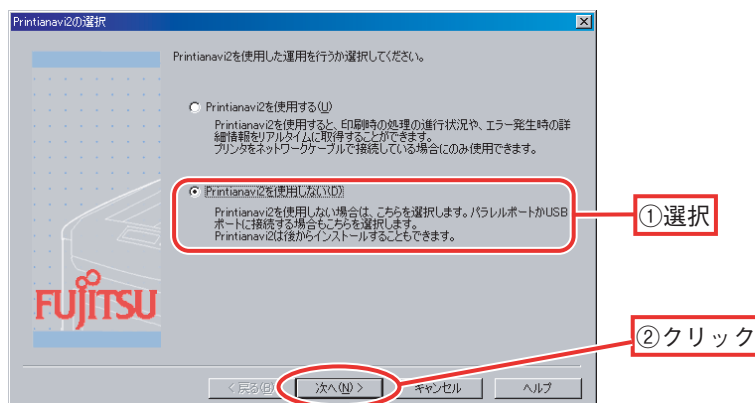 Printianavi2の選択
Printianavi2を使用した運用を行うか選択してください。
Printianavi2を使用する(U)
Printianavi2を使用すると、印刷時の処理の進行状況や、エラー発生時の詳
細情報をリアルタイムに取得することができます。
プリンタをネットワークケーブルで接続している場合にのみ使用できます。
Printianavi2を使用しない(D)
Printianavi2を使用しない場合は、こちらを選択します。パラレルポートかUSB
ポートに接続する場合もこちらを選択します。
Printianavi2は後からインストールすることもできます。
①選択
FUJITSU
②クリック
< 戻る(B)
次へ(N) >
キャンセル
ヘルプ